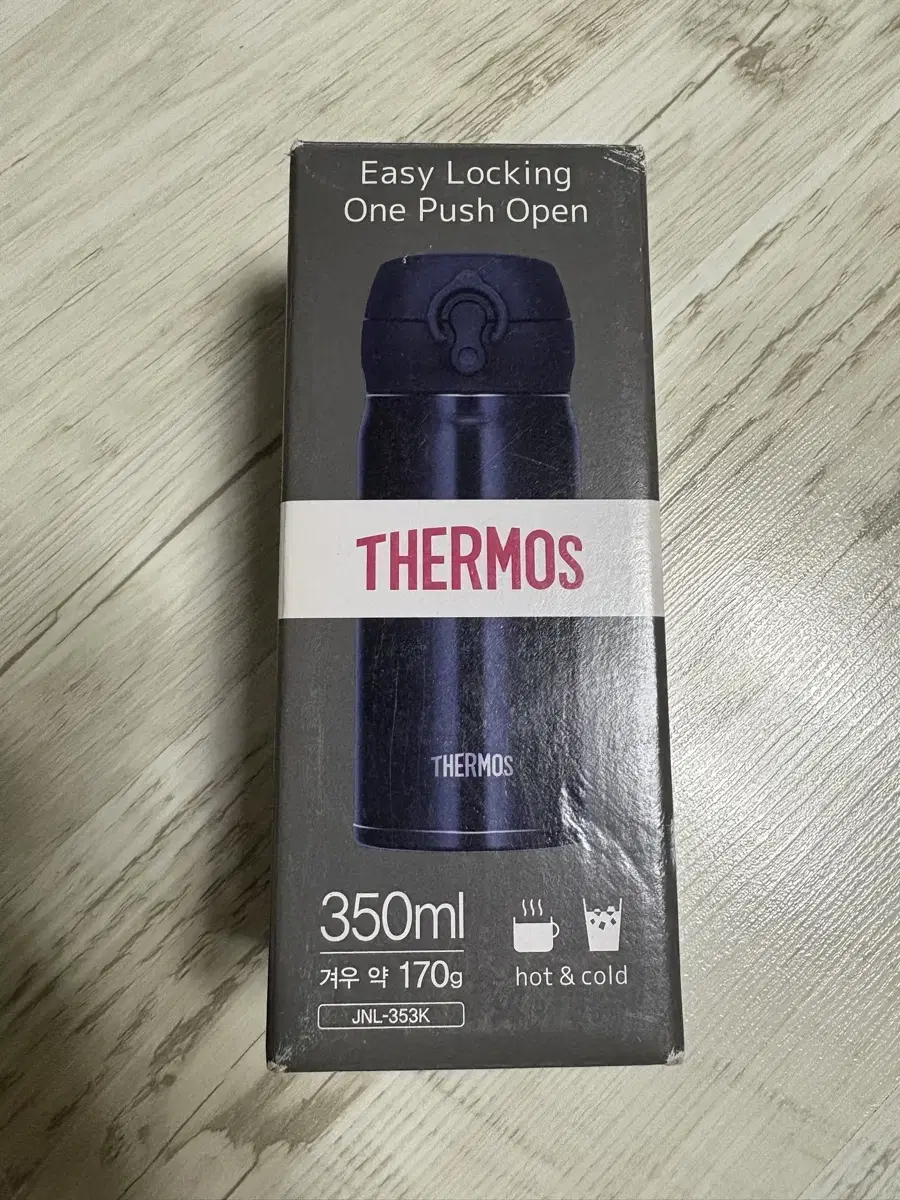 Easy Locking
One Push Open
THERMOS
THERMOS
350ml
겨우 약 170g
JNL-353K
hot & cold